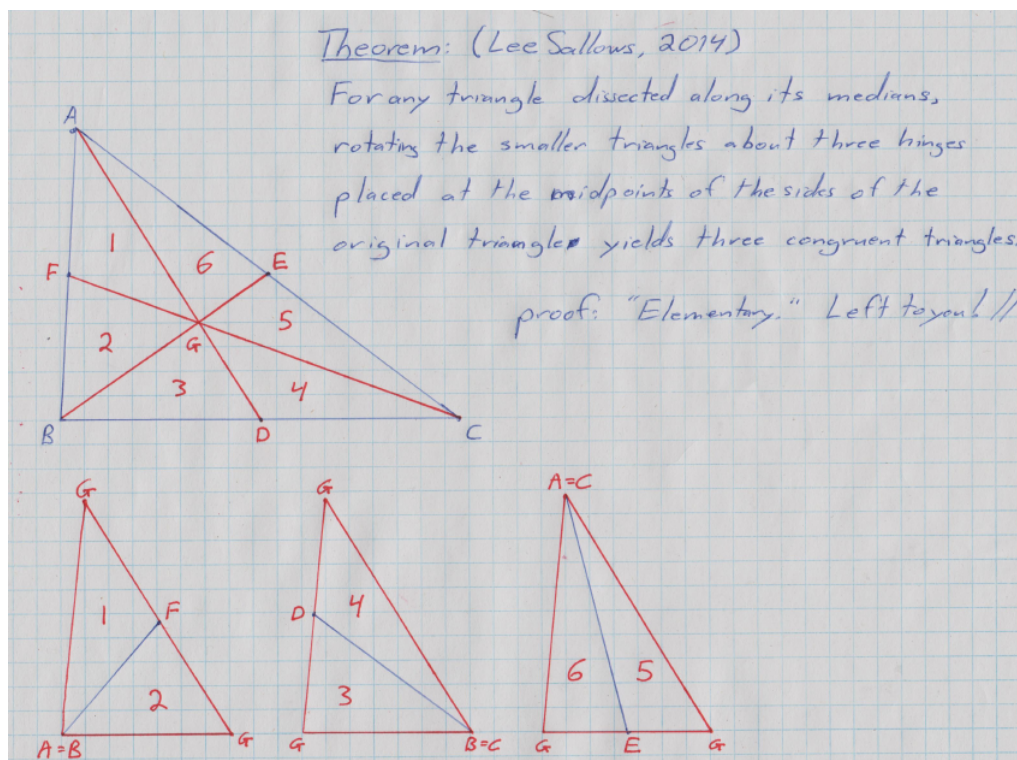 Theorem: (Lee Sallows, 2014)
For any triangle dissected along its medians,
rotating the smaller triangles about three hinges
placed at the midpoints of the sides of the
original triangle yields three congruent triangles.
proof: "Elementary." Left to you! //
A
1
6
E
F
5
2
G
3
4
B
D
C
G
1
F
2
A=B
G
G
D
4
3
G
B=C
A=C
6
5
G
E
G